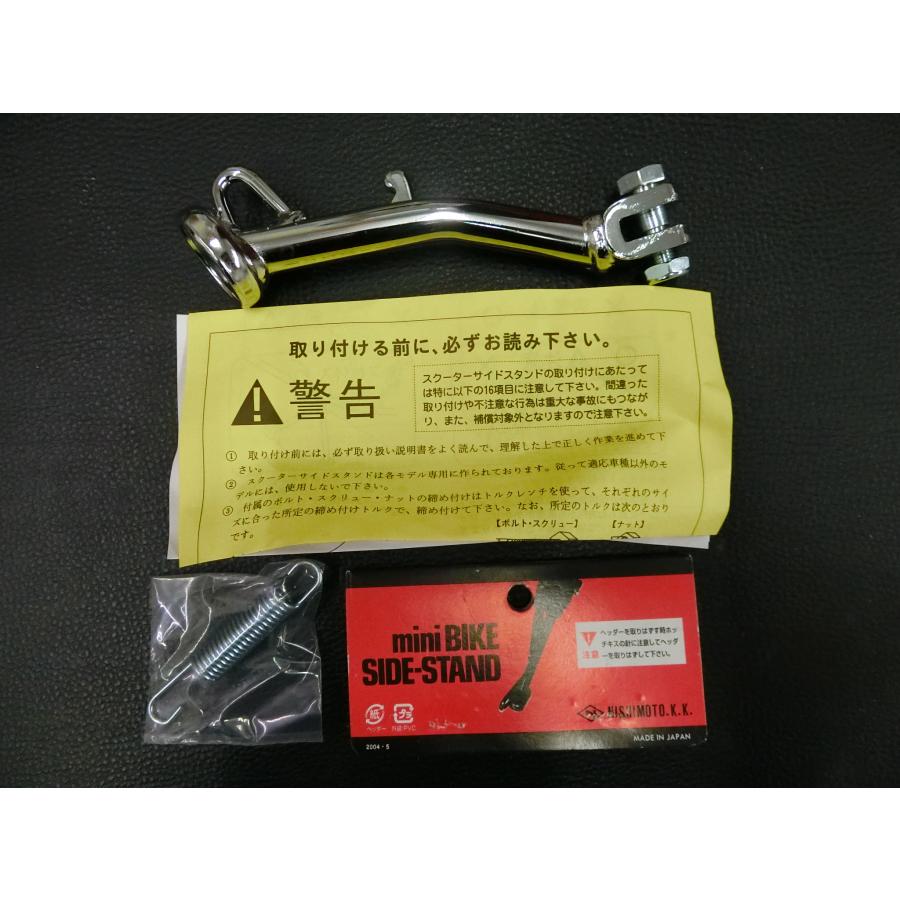 取り付ける前に、必ずお読み下さい。
警告
スクーターサイドスタンドの取り付けにあたって
は特に以下の16項目に注意して下さい。間違った
取り付けや不注意な行為は重大な事故にもつなが
り、また、補償対象外となりますので注意下さい。
① 取り付け前には、必ず取り扱い説明書をよく読んで、理解した上で正しく作業を進めて下
さい。
② スクーターサイドスタンドは各モデル専用に作られております。従って適応車種以外のモ
デルには、使用しないで下さい。
③ 付属のボルト・スクリュー・ナットの締め付けはトルクレンチを使って、それぞれのサイ
ズに合った所定の締め付けトルクで、締め付けて下さい。なお、所定のトルクは次のとおり
です。
【ボルト・スクリュー】 【ナット】
mini BIKE
SIDE-STAND
注意
ヘッダーを取りはずす時ホッ
チキスの針に注意してヘッダ
ーを取りはずして下さい。
紙
ヘッダー
プラ
外袋:PVC
NISHIMOTO.K.K.
2004・5
MADE IN JAPAN